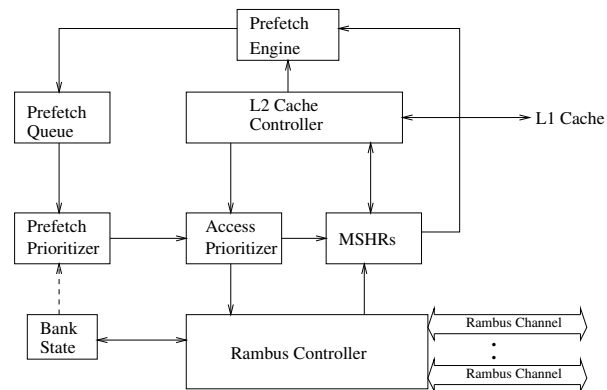 Prefetch
Engine
Prefetch
Queue
L2 Cache
Controller
L1 Cache
Prefetch
Prioritizer
Access
Prioritizer
MSHRs
Bank
State
Rambus Controller
Rambus Channel
Rambus Channel